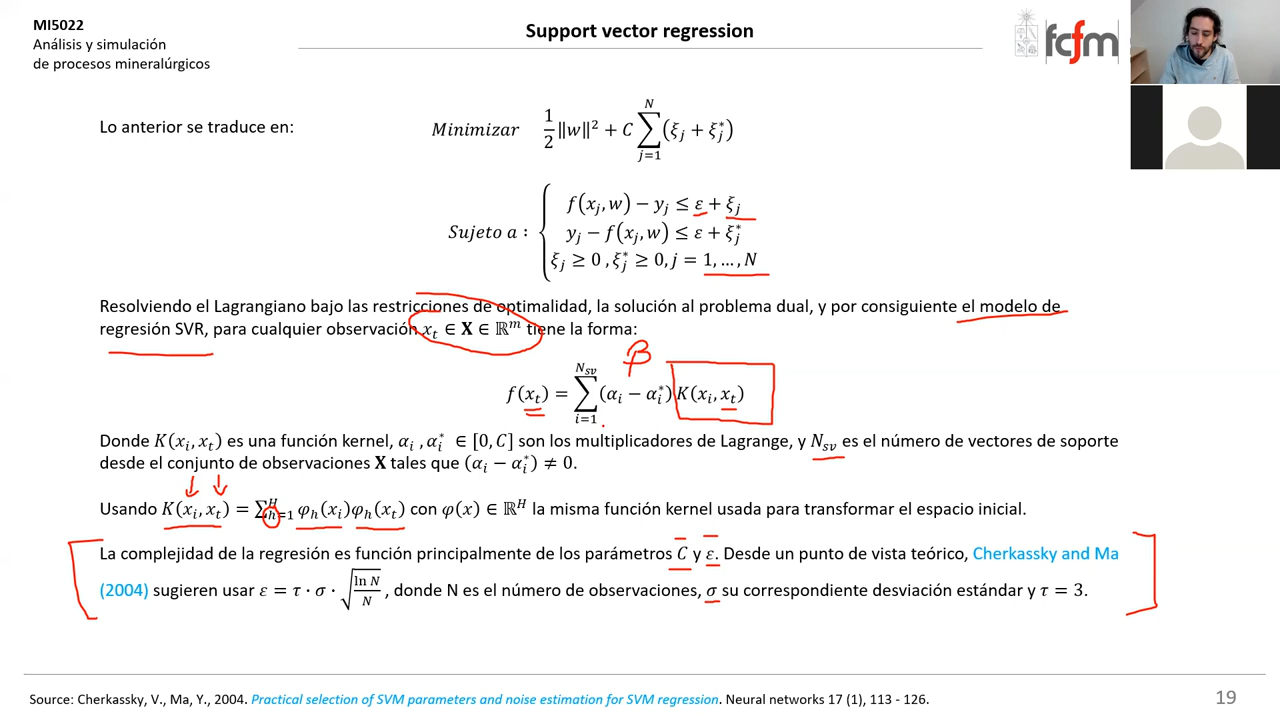 MI5022
Análisis y simulación
de procesos mineralúrgicos
Support vector regression
fcfm
Lo anterior se traduce en:
Minimizar 1/2 ‖w‖² + C ∑_{j=1}^{N} (ξ_j + ξ_j^*)
Sujeto a : { f(x_j, w) − y_j ≤ ε + ξ_j
y_j − f(x_j, w) ≤ ε + ξ_j^*
ξ_j ≥ 0 , ξ_j^* ≥ 0, j = 1, … , N
Resolviendo el Lagrangiano bajo las restricciones de optimalidad, la solución al problema dual, y por consiguiente el modelo de
regresión SVR, para cualquier observación x_t ∈ X ∈ ℝ^m tiene la forma:
β
f(x_t) = ∑_{i=1}^{N_sv} (α_i − α_i^*) K(x_i, x_t)
Donde K(x_i, x_t) es una función kernel, α_i , α_i^* ∈ [0, C] son los multiplicadores de Lagrange, y N_sv es el número de vectores de soporte
desde el conjunto de observaciones X tales que (α_i − α_i^*) ≠ 0.
Usando K(x_i, x_t) = ∑_{h=1}^{H} φ_h(x_i)φ_h(x_t) con φ(x) ∈ ℝ^H la misma función kernel usada para transformar el espacio inicial.
La complejidad de la regresión es función principalmente de los parámetros C y ε. Desde un punto de vista teórico, Cherkassky and Ma
(2004) sugieren usar ε = τ · σ · √(ln N / N) , donde N es el número de observaciones, σ su correspondiente desviación estándar y τ = 3.
Source: Cherkassky, V., Ma, Y., 2004. Practical selection of SVM parameters and noise estimation for SVM regression. Neural networks 17 (1), 113 - 126.
19